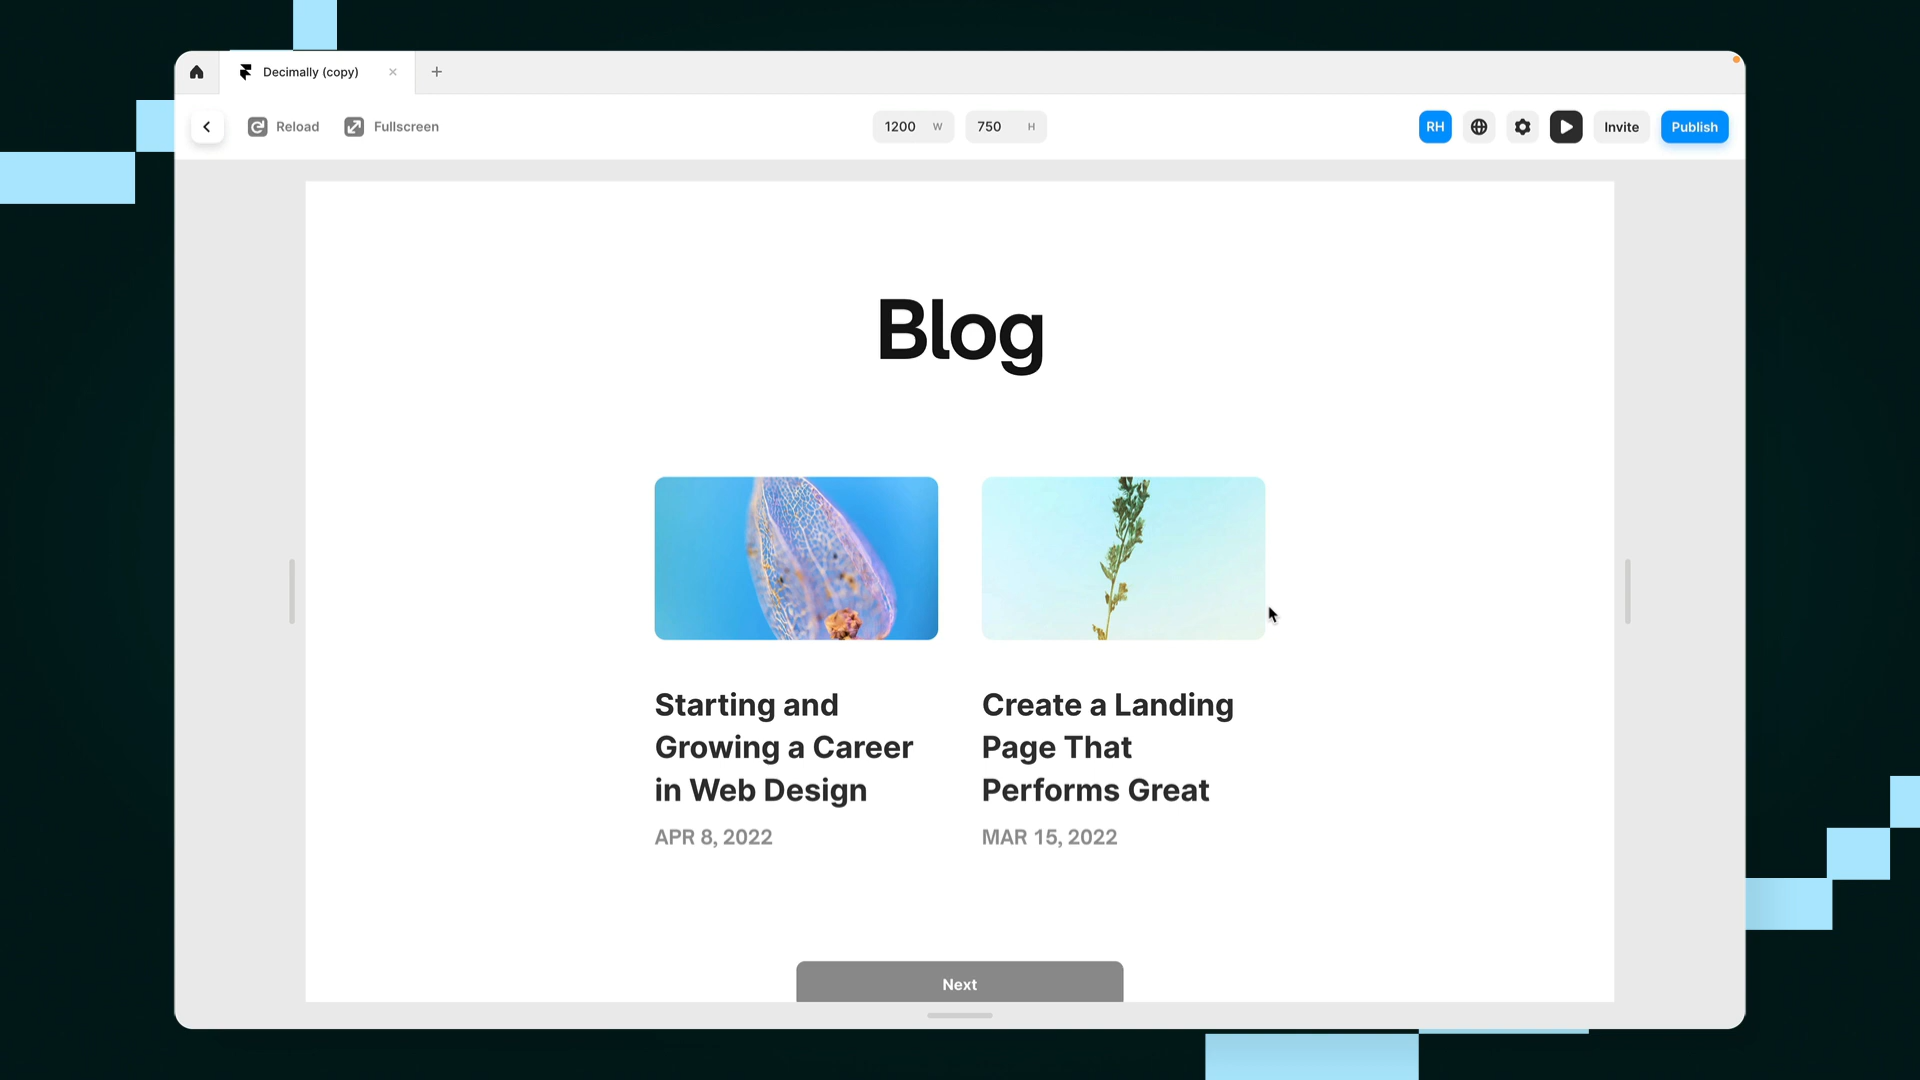 Decimally (copy)
Reload
Fullscreen
1200 W
750 H
RH
Invite
Publish
Blog
Starting and
Growing a Career
in Web Design
APR 8, 2022
Create a Landing
Page That
Performs Great
MAR 15, 2022
Next